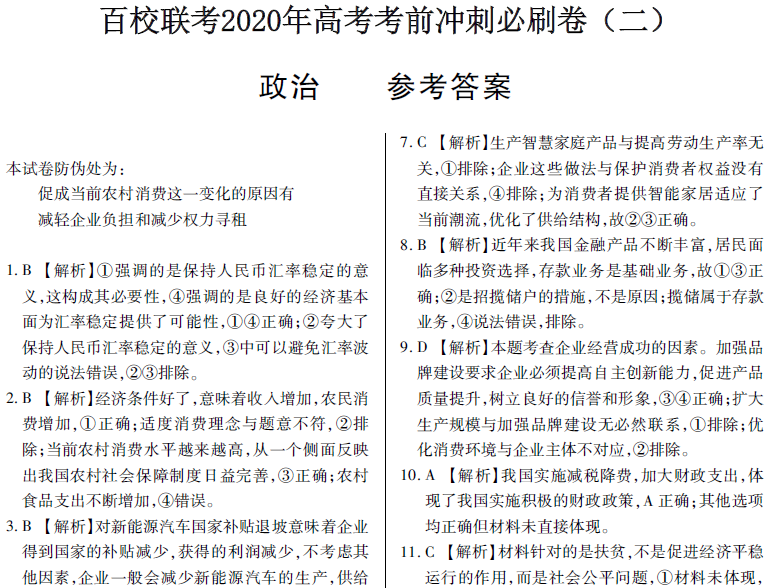 百校联考2020年高考考前冲刺必刷卷（二）
政治 参考答案
本试卷防伪处为：
促成当前农村消费这一变化的原因有
减轻企业负担和减少权力寻租
1. B 【解析】①强调的是保持人民币汇率稳定的意
义，这构成其必要性，④强调的是良好的经济基本
面为汇率稳定提供了可能性，①④正确；②夸大了
保持人民币汇率稳定的意义，③中可以避免汇率波
动的说法错误，②③排除。
2. B 【解析】经济条件好了，意味着收入增加，农民消
费增加，①正确；适度消费理念与题意不符，②排
除；当前农村消费水平越来越高，从一个侧面反映
出我国农村社会保障制度日益完善，③正确；农村
食品支出不断增加，④错误。
3. B 【解析】对新能源汽车国家补贴退坡意味着企业
得到国家的补贴减少，获得的利润减少，不考虑其
他因素，企业一般会减少新能源汽车的生产，供给
7. C 【解析】生产智慧家庭产品与提高劳动生产率无
关，①排除；企业这些做法与保护消费者权益没有
直接关系，④排除；为消费者提供智能家居适应了
当前潮流，优化了供给结构，故②③正确。
8. B 【解析】近年来我国金融产品不断丰富，居民面
临多种投资选择，存款业务是基础业务，故①③正
确；②是招揽储户的措施，不是原因；揽储属于存款
业务，④说法错误，排除。
9. D 【解析】本题考查企业经营成功的因素。加强品
牌建设要求企业必须提高自主创新能力，促进产品
质量提升，树立良好的信誉和形象，③④正确；扩大
生产规模与加强品牌建设无必然联系，①排除；优
化消费环境与企业主体不对应，②排除。
10. A 【解析】我国实施减税降费，加大财政支出，体
现了我国实施积极的财政政策，A 正确；其他选项
均正确但材料未直接体现。
11. C 【解析】材料针对的是扶贫，不是促进经济平稳
运行的作用，而是社会公平问题，①材料未体现，